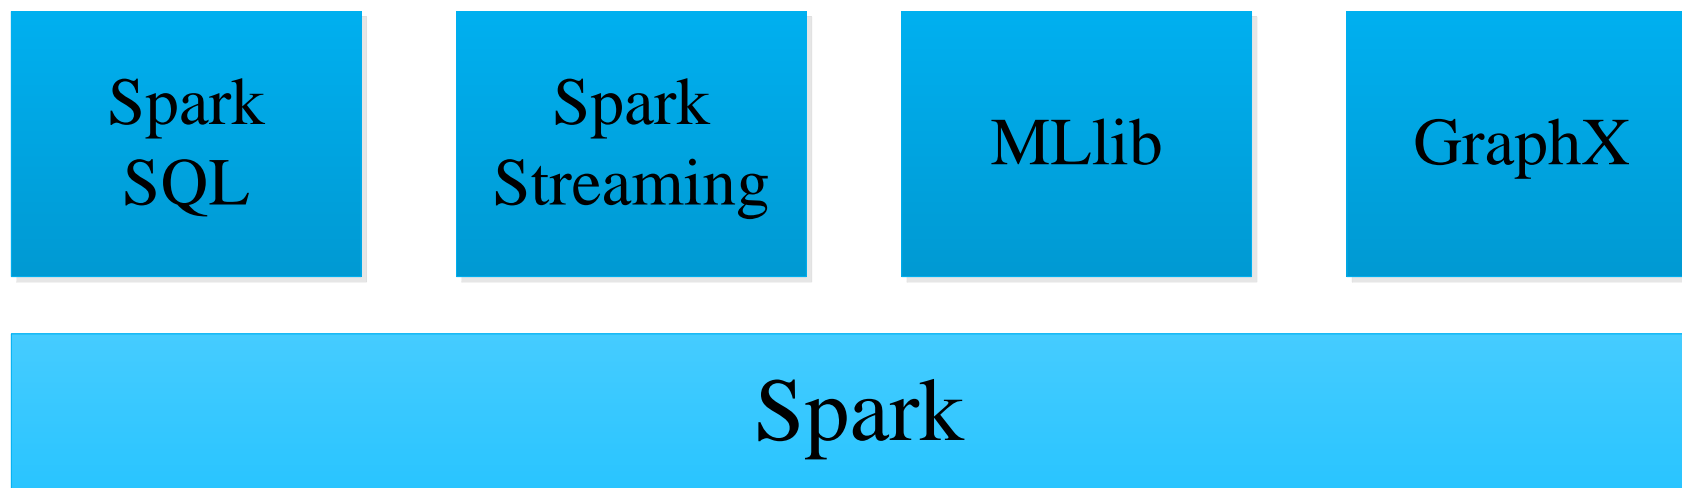 Spark
SQL
Spark
Streaming
MLlib
GraphX
Spark